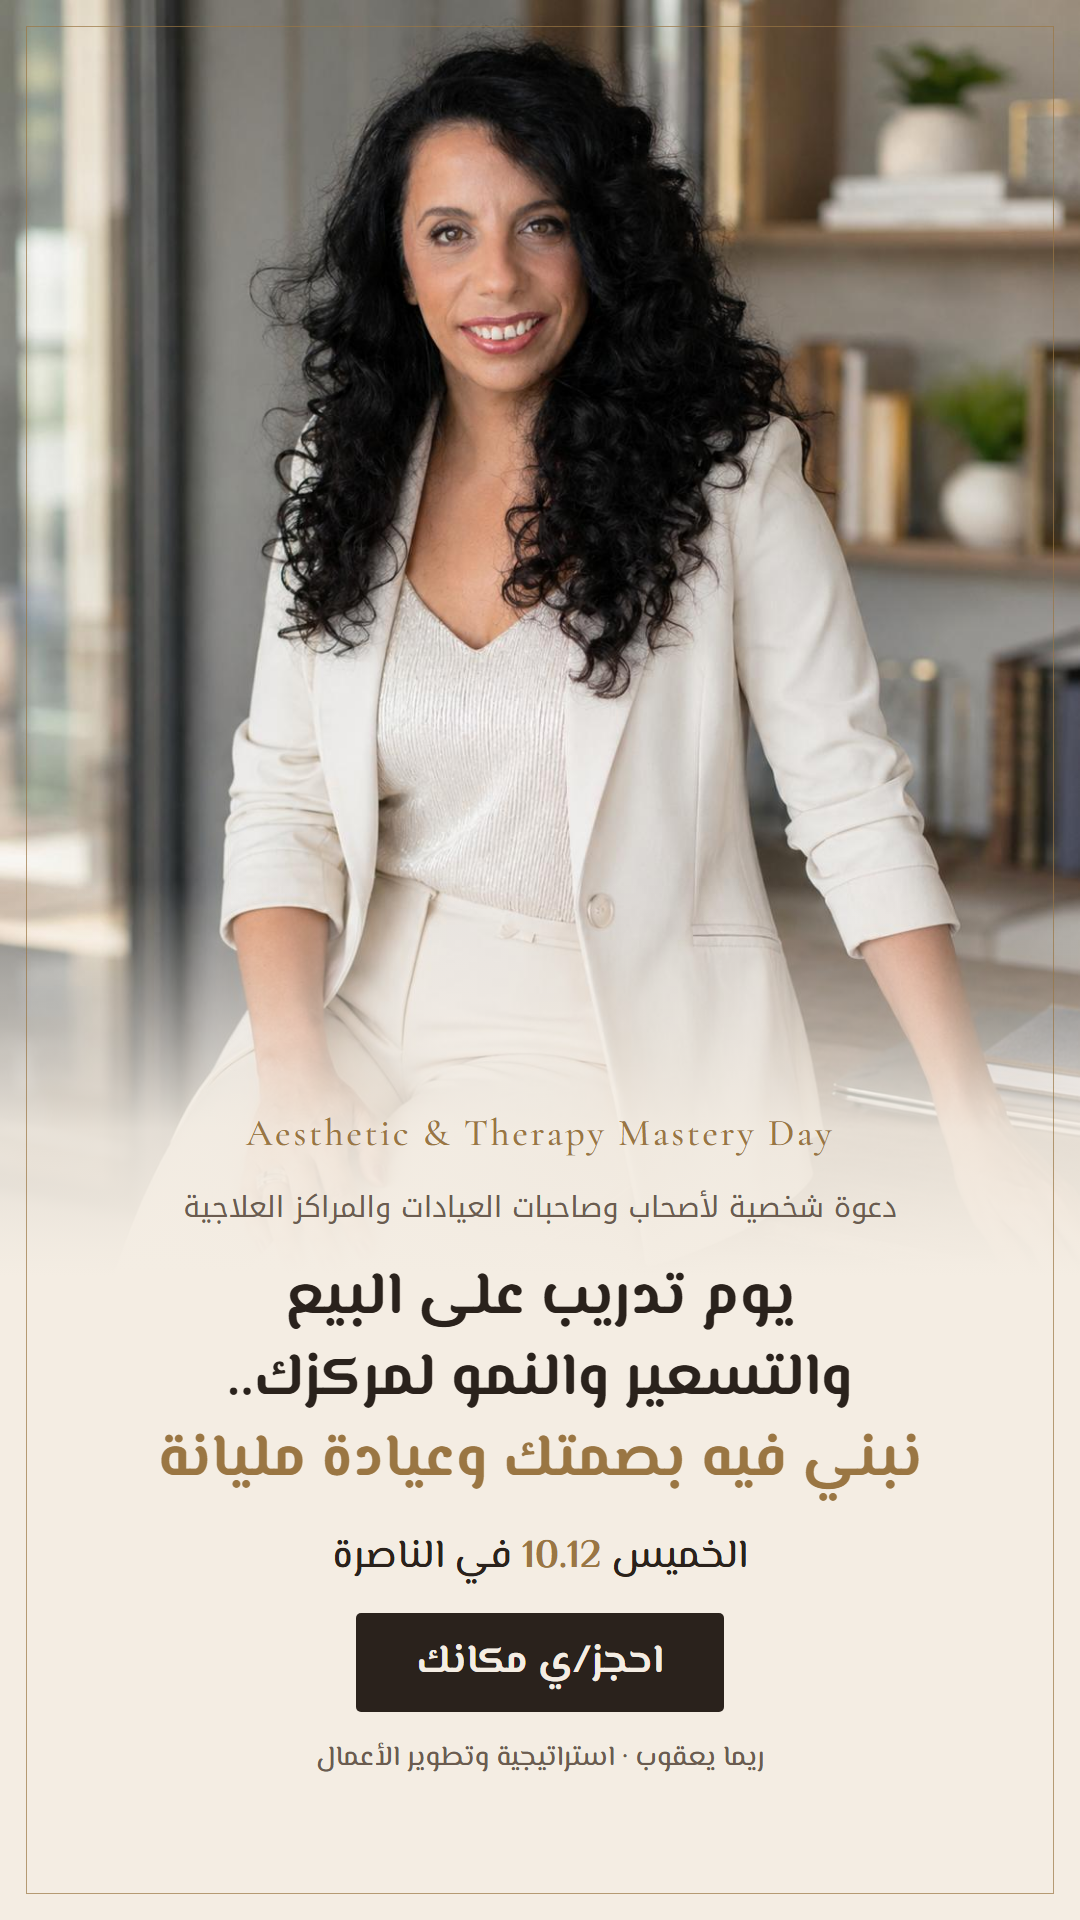 Aesthetic & Therapy Mastery Day
دعوة شخصية لأصحاب وصاحبات العيادات والمراكز العلاجية
يوم تدريب على البيع
والتسعير والنمو لمركزك..
نبني فيه بصمتك وعيادة مليانة
الخميس 10.12 في الناصرة
احجز/ي مكانك
ريما يعقوب · استراتيجية وتطوير الأعمال